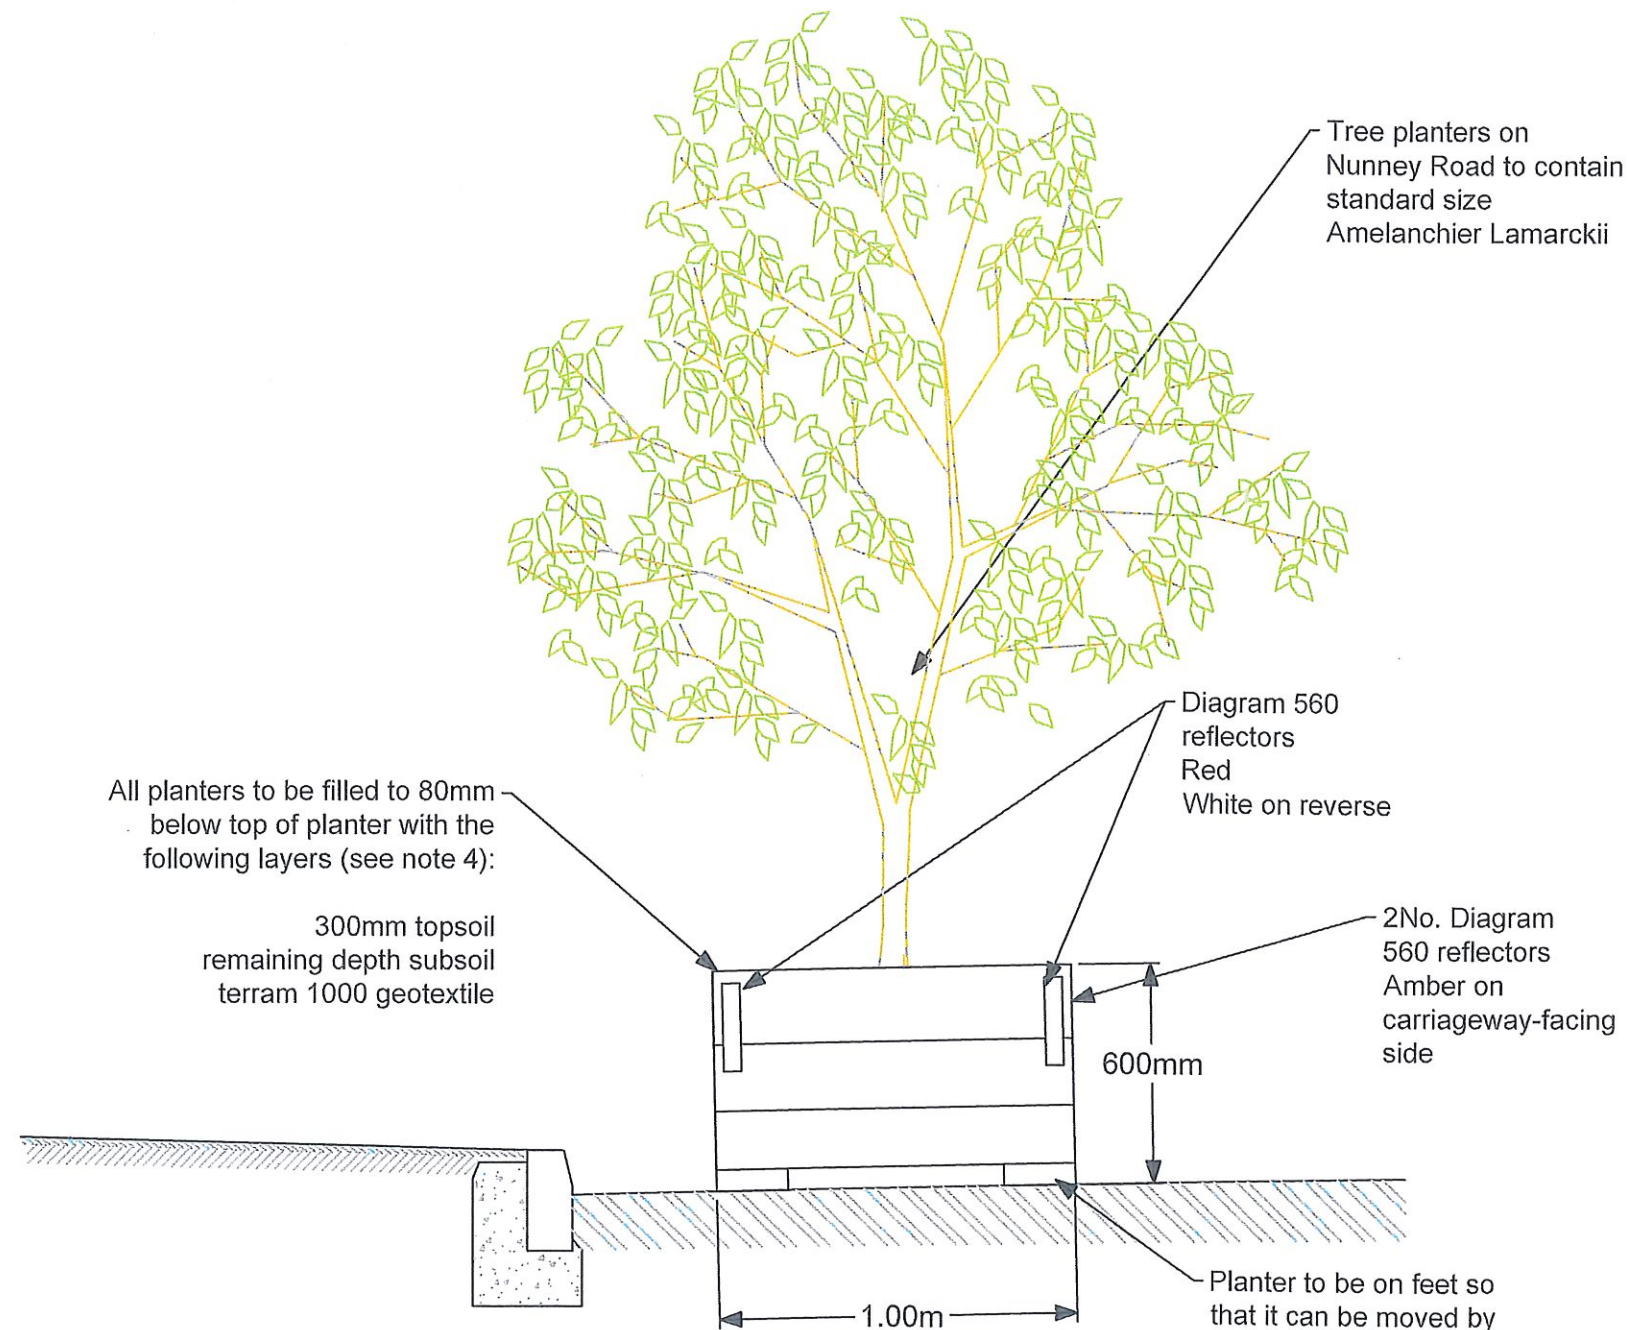 Tree planters on
Nunney Road to contain
standard size
Amelanchier Lamarckii
Diagram 560
reflectors
Red
White on reverse
All planters to be filled to 80mm
below top of planter with the
following layers (see note 4):
300mm topsoil
remaining depth subsoil
terram 1000 geotextile
2No. Diagram
560 reflectors
Amber on
carriageway-facing
side
600mm
1.00m
Planter to be on feet so
that it can be moved by